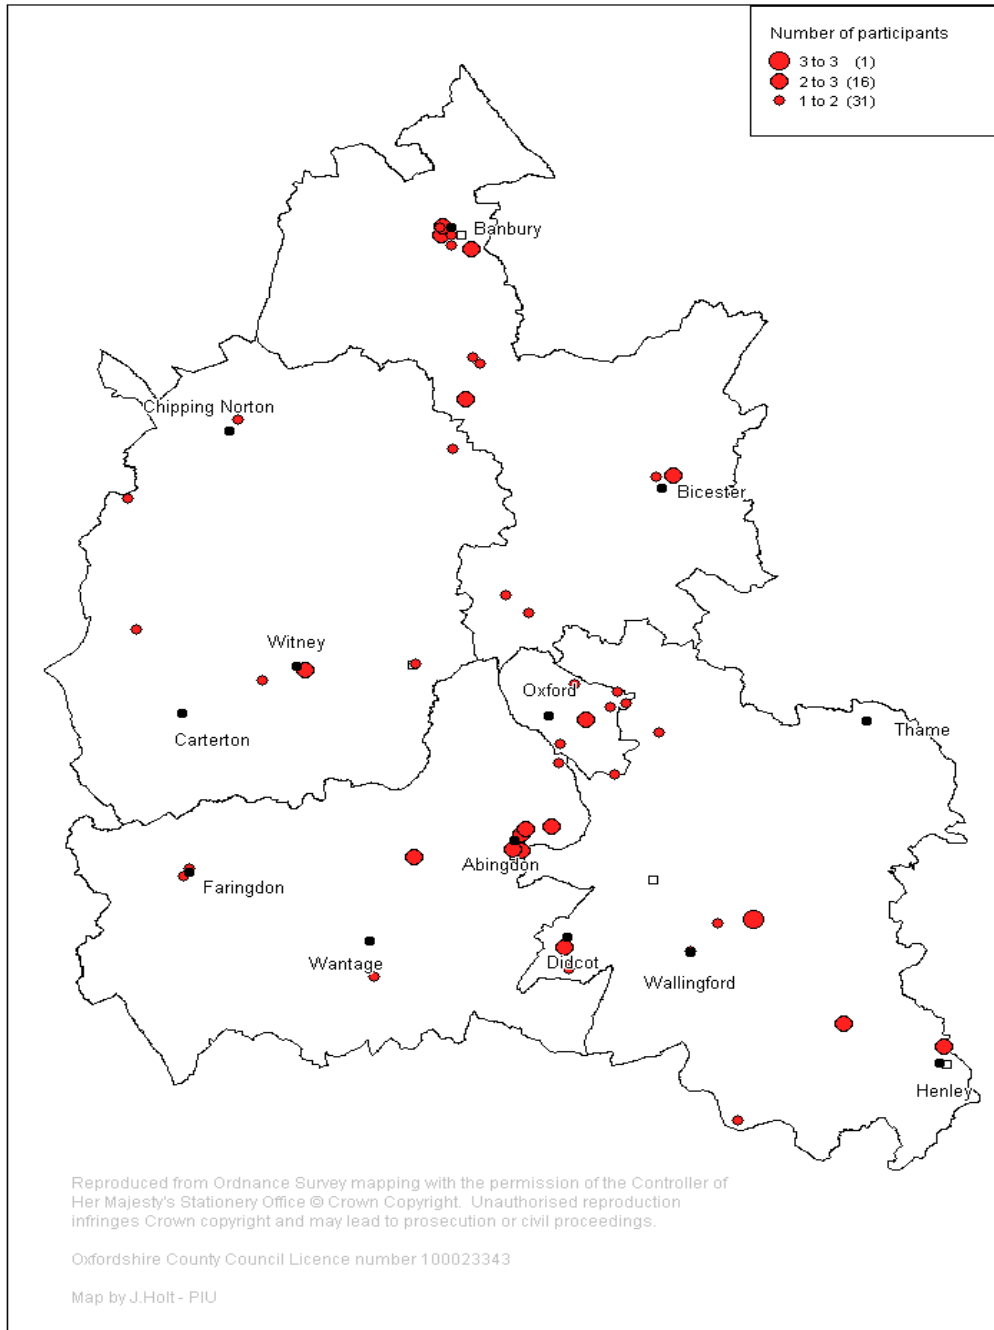 Number of participants
3 to 3 (1)
2 to 3 (16)
1 to 2 (31)
Banbury
Chipping Norton
Bicester
Witney
Oxford
Carterton
Thame
Abingdon
Faringdon
Wantage
Didcot
Wallingford
Henley
Reproduced from Ordnance Survey mapping with the permission of the Controller of
Her Majesty's Stationery Office © Crown Copyright. Unauthorised reproduction
infringes Crown copyright and may lead to prosecution or civil proceedings.
Oxfordshire County Council Licence number 100023343
Map by J.Holt - PIU